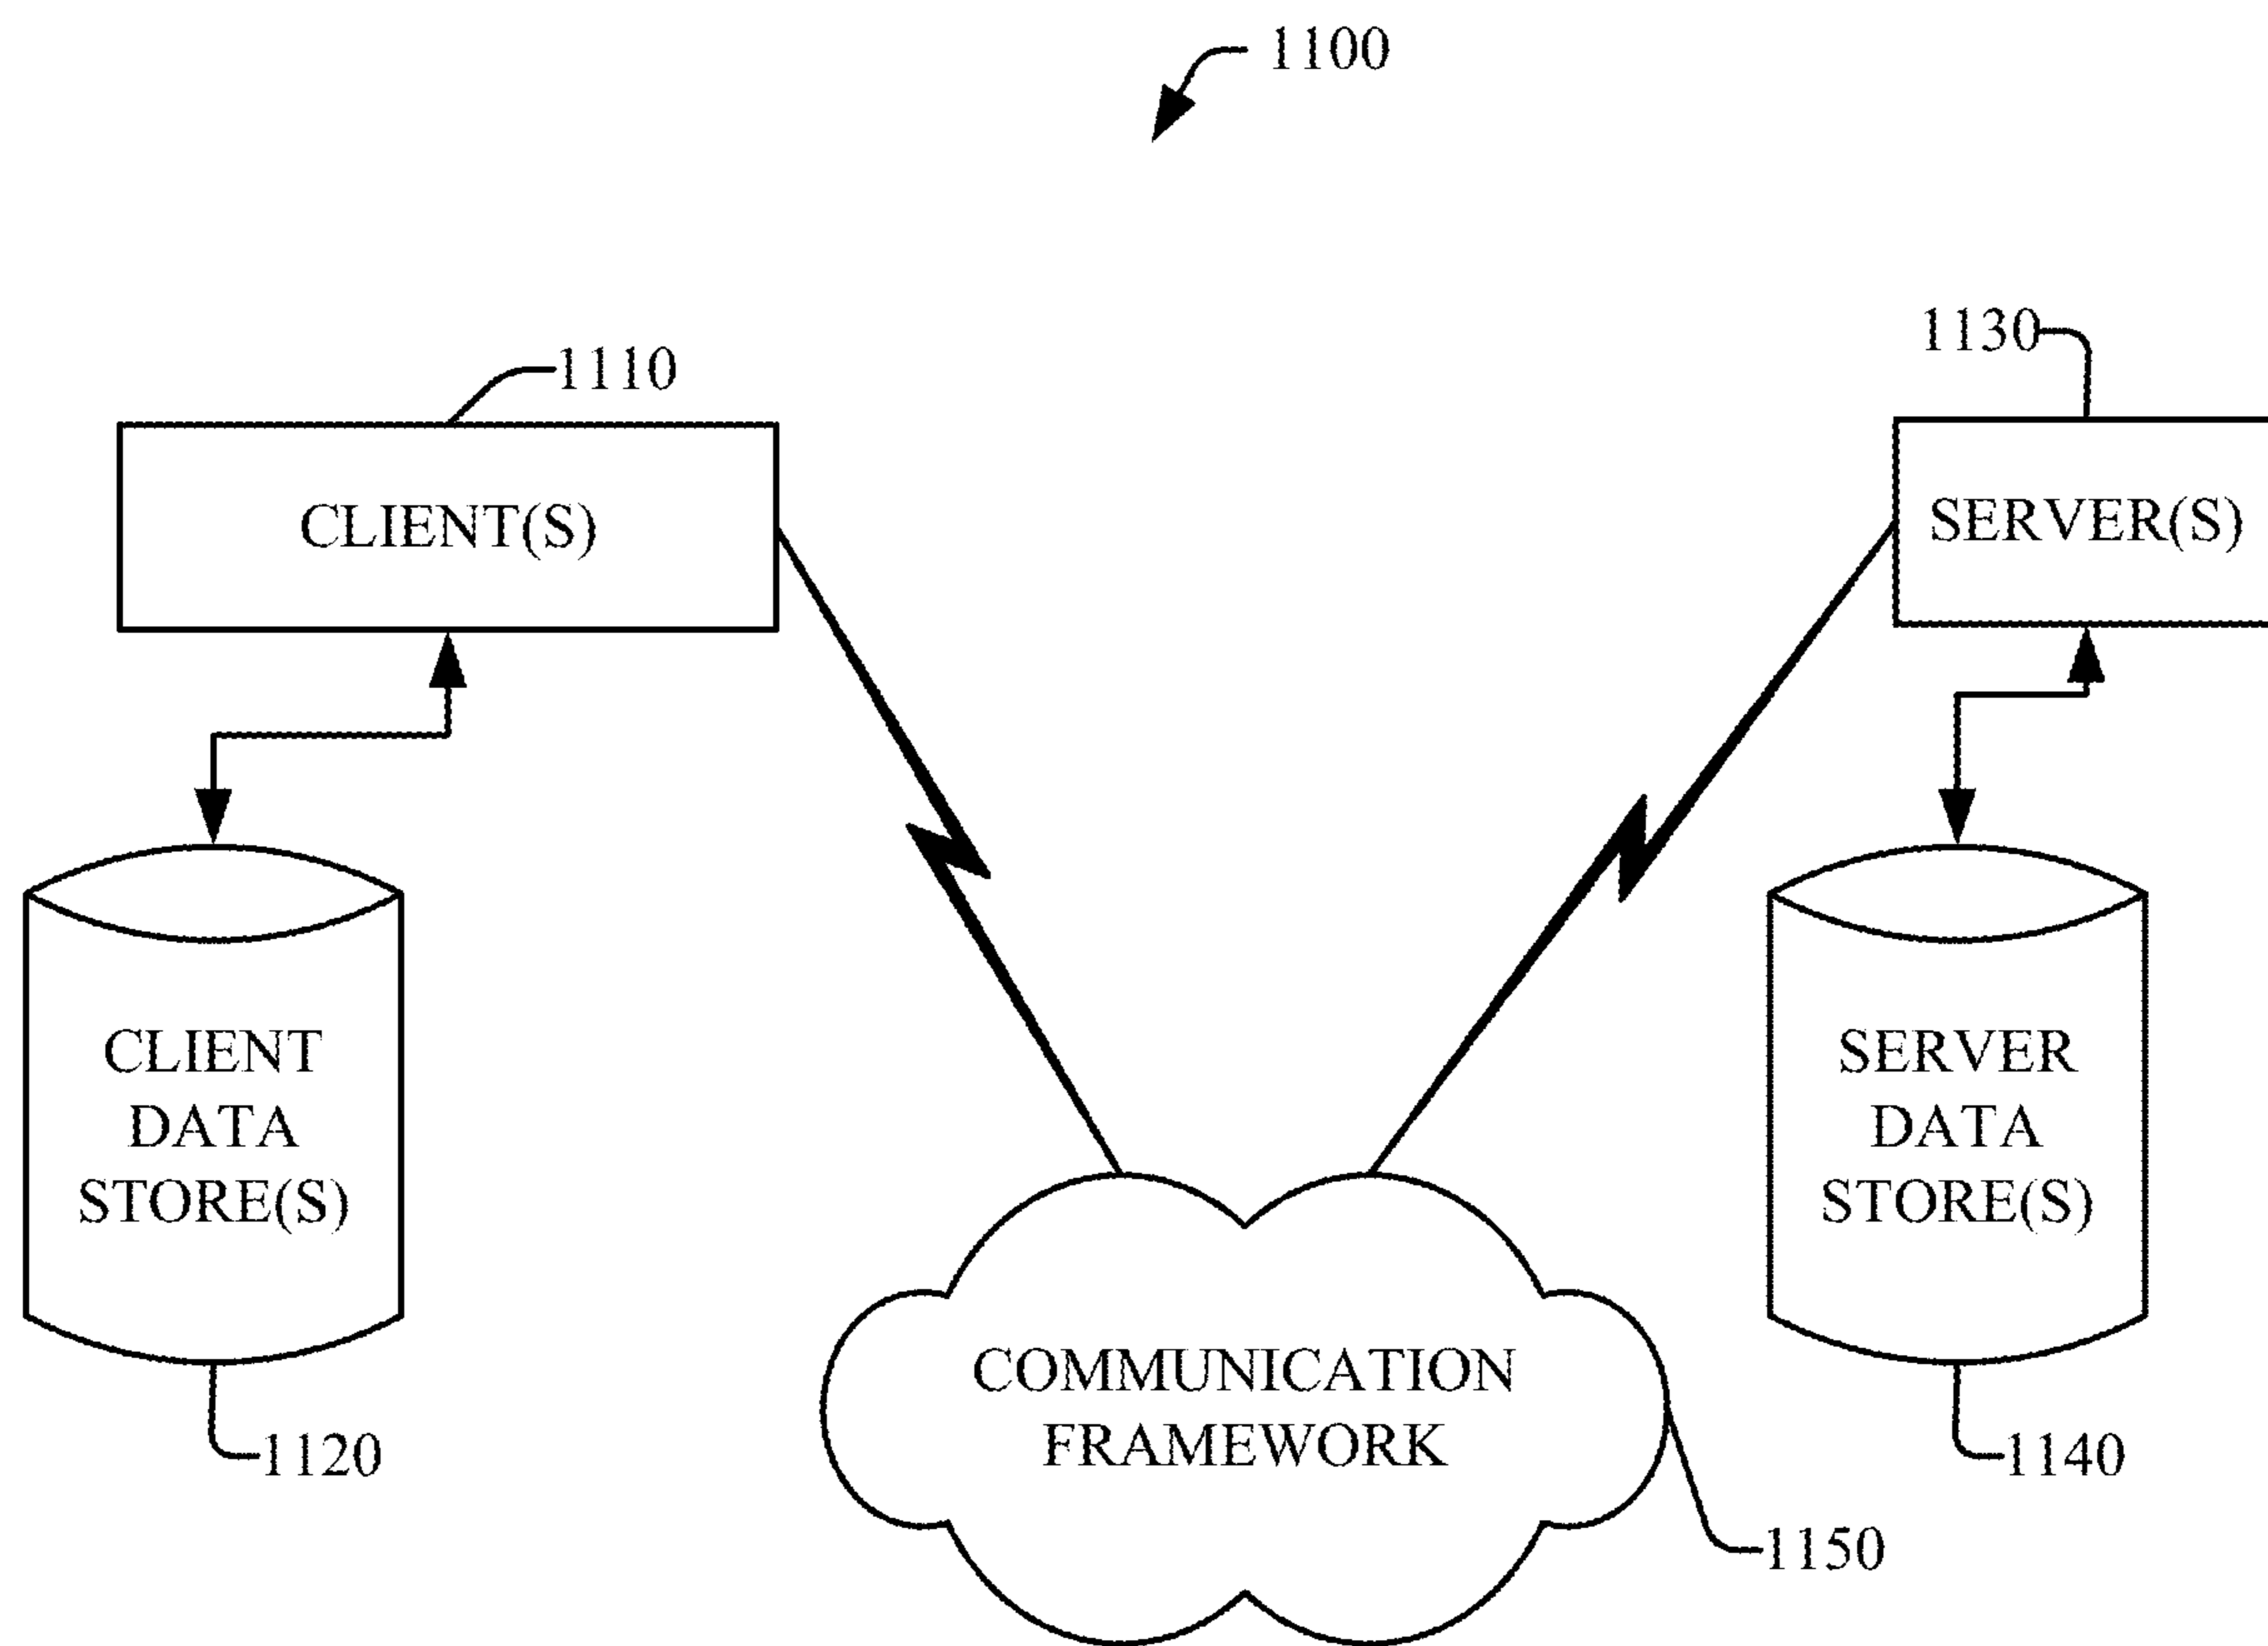 1100
1110
1130
CLIENT(S)
SERVER(S)
CLIENT
DATA
STORE(S)
SERVER
DATA
STORE(S)
COMMUNICATION
FRAMEWORK
1120
1140
1150